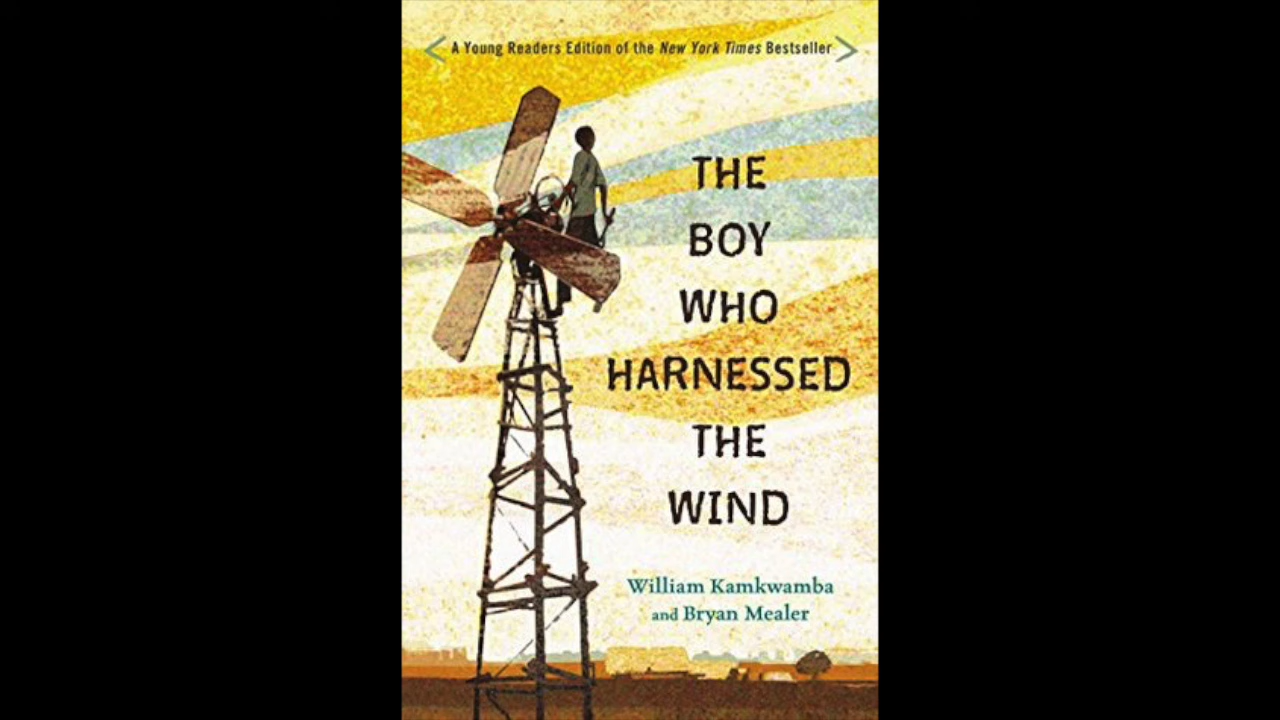 A Young Readers Edition of the New York Times Bestseller
THE
BOY
WHO
HARNESSED
THE
WIND
William Kamkwamba
and Bryan Mealer